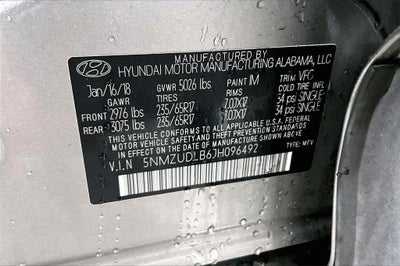 MANUFACTURED BY
HYUNDAI MOTOR MANUFACTURING ALABAMA, LLC
Jan/16/18 GVWR 5026 lbs PAINT IM TRIM VFC
GAWR TIRES RIMS COLD TIRE INFL
FRONT 2976 lbs 235/65R17 7.0JX17 34 psi SINGLE
REAR 3075 lbs 235/65R17 7.0JX17 34 psi SINGLE
THIS VEHICLE CONFORMS TO ALL APPLICABLE
FEDERAL MOTOR VEHICLE SAFETY, BUMPER AND
THEFT PREVENTION STANDARDS IN EFFECT ON
THE DATE OF MANUFACTURE SHOWN ABOVE.
V.I.N 5NMZUDLB6JH096492 TYPE: MPV